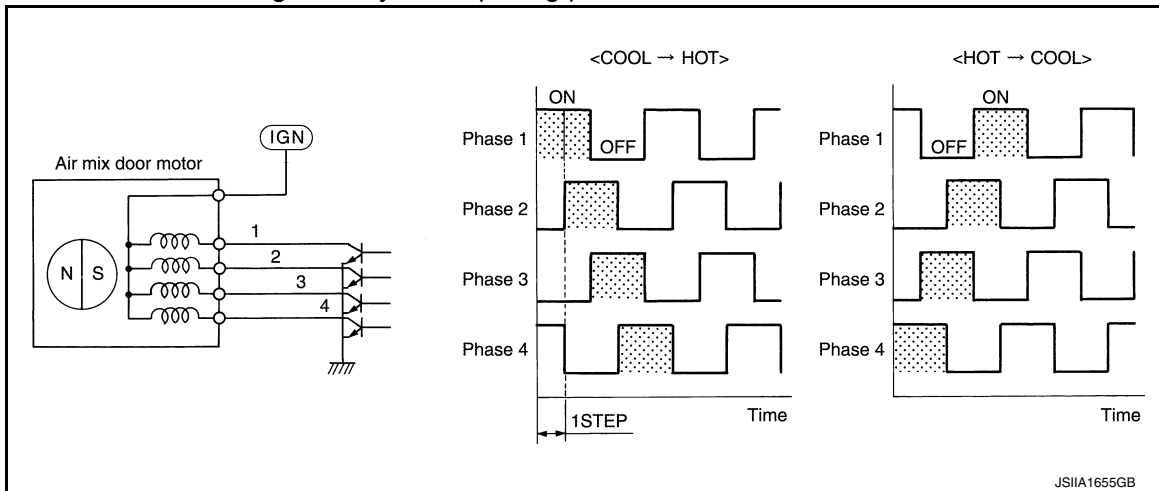 <COOL → HOT>
<HOT → COOL>
IGN
Air mix door motor
N S
1
2
3
4
ON
OFF
Phase 1
Phase 2
Phase 3
Phase 4
Time
1STEP
ON
OFF
Phase 1
Phase 2
Phase 3
Phase 4
Time
JSIIA1655GB